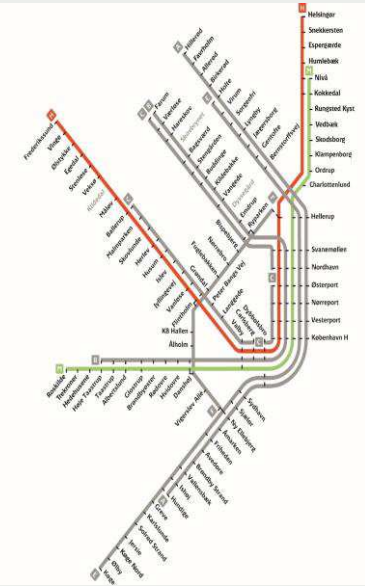 Helsingør
Snekkersten
Espergærde
Humlebæk
Nivå
Kokkedal
Rungsted Kyst
Vedbæk
Skodsborg
Klampenborg
Ordrup
Charlottenlund
Hellerup
Svanemøllen
Nordhavn
Østerport
Nørreport
Vesterport
København H
Hillerød
Favrholm
Allerød
Birkerød
Holte
Virum
Sorgenfri
Lyngby
Jægersborg
Gentofte
Bernstorffsvej
Farum
Værløse
Hareskov
Skovbrynet
Bagsværd
Stengården
Buddinge
Kildebakke
Vangede
Dyssegård
Emdrup
Ryparken
Bispebjerg
Nørrebro
Fuglebakken
Grøndal
Flintholm
KB Hallen
Ålholm
Frederikssund
Vinge
Ølstykke
Egedal
Stenløse
Veksø
Kildedal
Måløv
Ballerup
Malmparken
Skovlunde
Herlev
Husum
Islev
Jyllingevej
Vanløse
Peter Bangs Vej
Langgade
Valby
Carlsberg
Dybbølsbro
Roskilde
Trekroner
Hedehusene
Høje Taastrup
Taastrup
Albertslund
Glostrup
Brøndbyøster
Rødovre
Hvidovre
Danshøj
Vigerslev Allé
Sydhavn
Sjælør
Ny Ellebjerg
Åmarken
Friheden
Avedøre
Brøndby Strand
Vallensbæk
Ishøj
Hundige
Greve
Karlslunde
Solrød Strand
Jersie
Køge Nord
Ølby
Køge